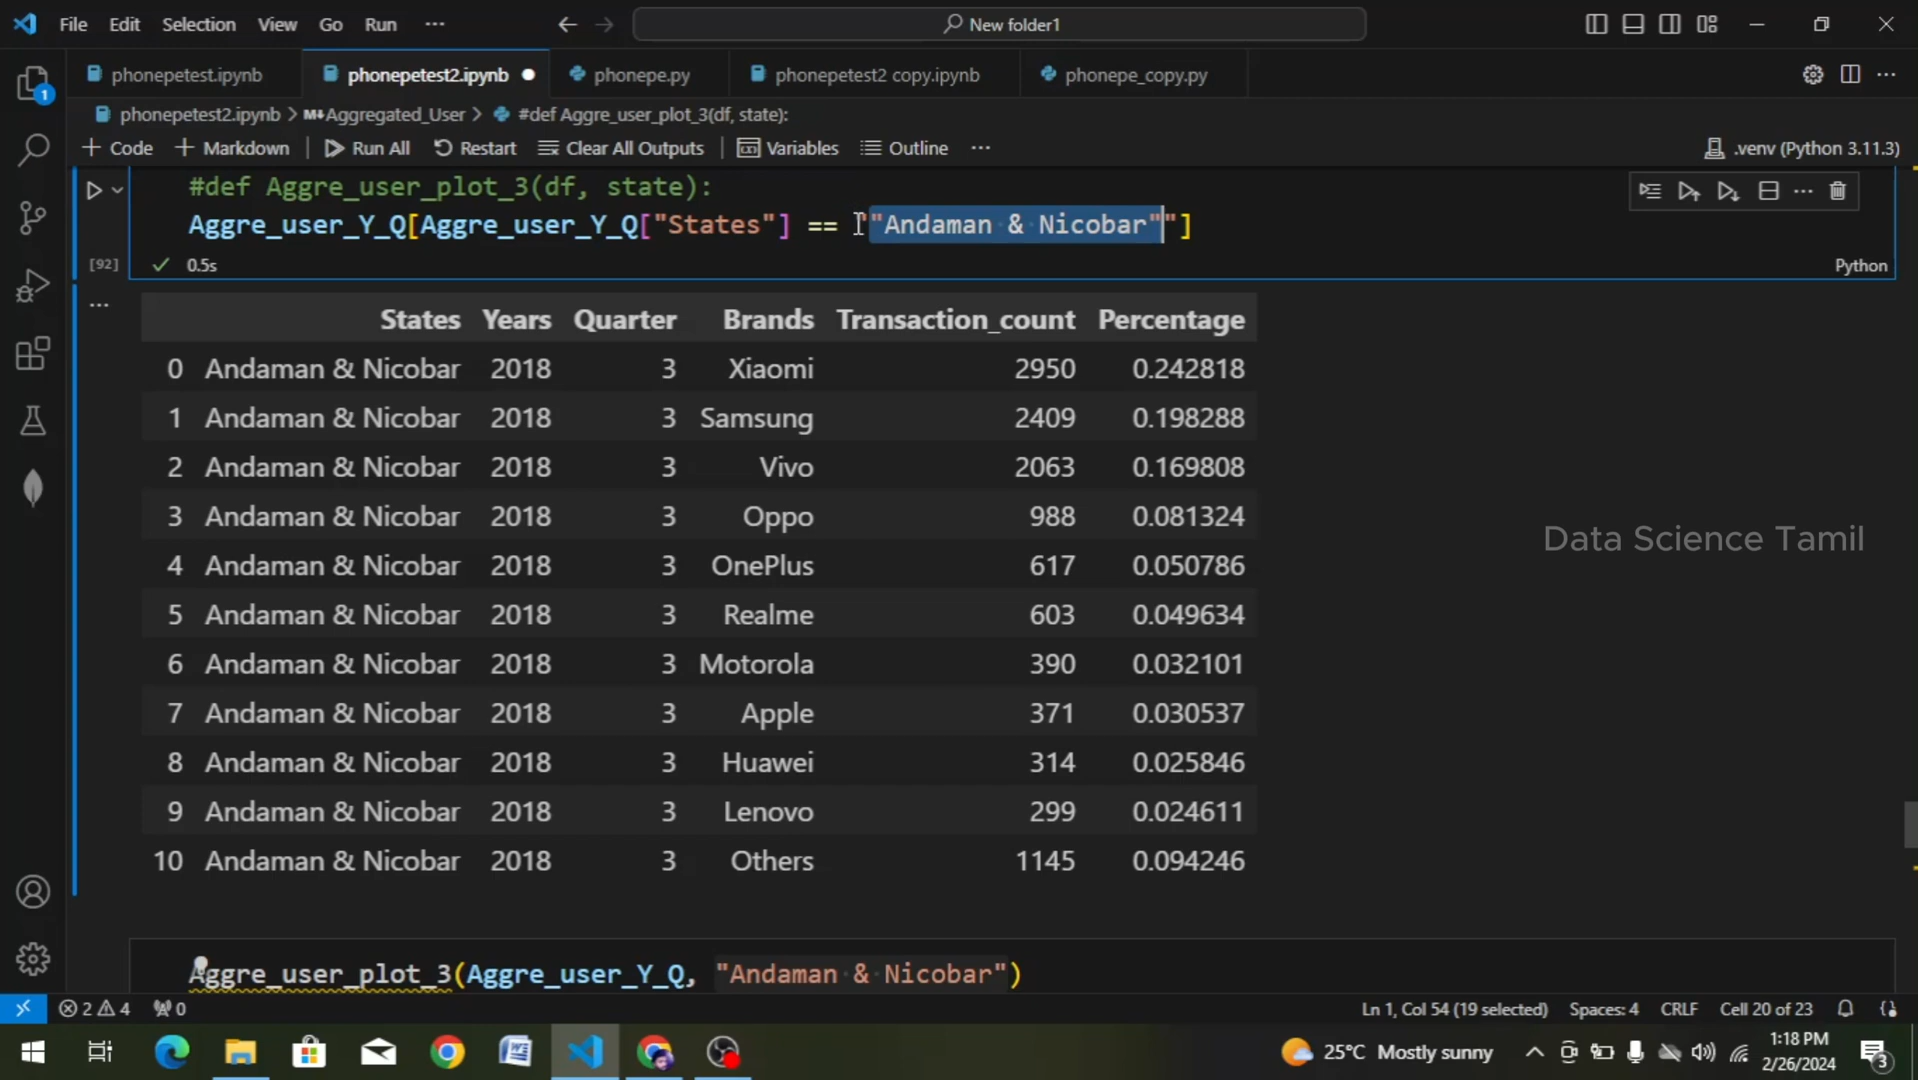 File Edit Selection View Go Run ··· New folder1
phonepetest.ipynb phonepetest2.ipynb phonepe.py phonepetest2 copy.ipynb phonepe_copy.py
phonepetest2.ipynb > M↓Aggregated_User > #def Aggre_user_plot_3(df, state):
+ Code + Markdown Run All Restart Clear All Outputs Variables Outline ··· .venv (Python 3.11.3)
#def Aggre_user_plot_3(df, state):
Aggre_user_Y_Q[Aggre_user_Y_Q["States"] == ""Andaman & Nicobar""]
[92] 0.5s Python
States Years Quarter Brands Transaction_count Percentage
0 Andaman & Nicobar 2018 3 Xiaomi 2950 0.242818
1 Andaman & Nicobar 2018 3 Samsung 2409 0.198288
2 Andaman & Nicobar 2018 3 Vivo 2063 0.169808
3 Andaman & Nicobar 2018 3 Oppo 988 0.081324
4 Andaman & Nicobar 2018 3 OnePlus 617 0.050786
5 Andaman & Nicobar 2018 3 Realme 603 0.049634
6 Andaman & Nicobar 2018 3 Motorola 390 0.032101
7 Andaman & Nicobar 2018 3 Apple 371 0.030537
8 Andaman & Nicobar 2018 3 Huawei 314 0.025846
9 Andaman & Nicobar 2018 3 Lenovo 299 0.024611
10 Andaman & Nicobar 2018 3 Others 1145 0.094246
Data Science Tamil
Aggre_user_plot_3(Aggre_user_Y_Q, "Andaman & Nicobar")
2 4 0 Ln 1, Col 54 (19 selected) Spaces: 4 CRLF Cell 20 of 23
25°C Mostly sunny 1:18 PM
2/26/2024 3
1